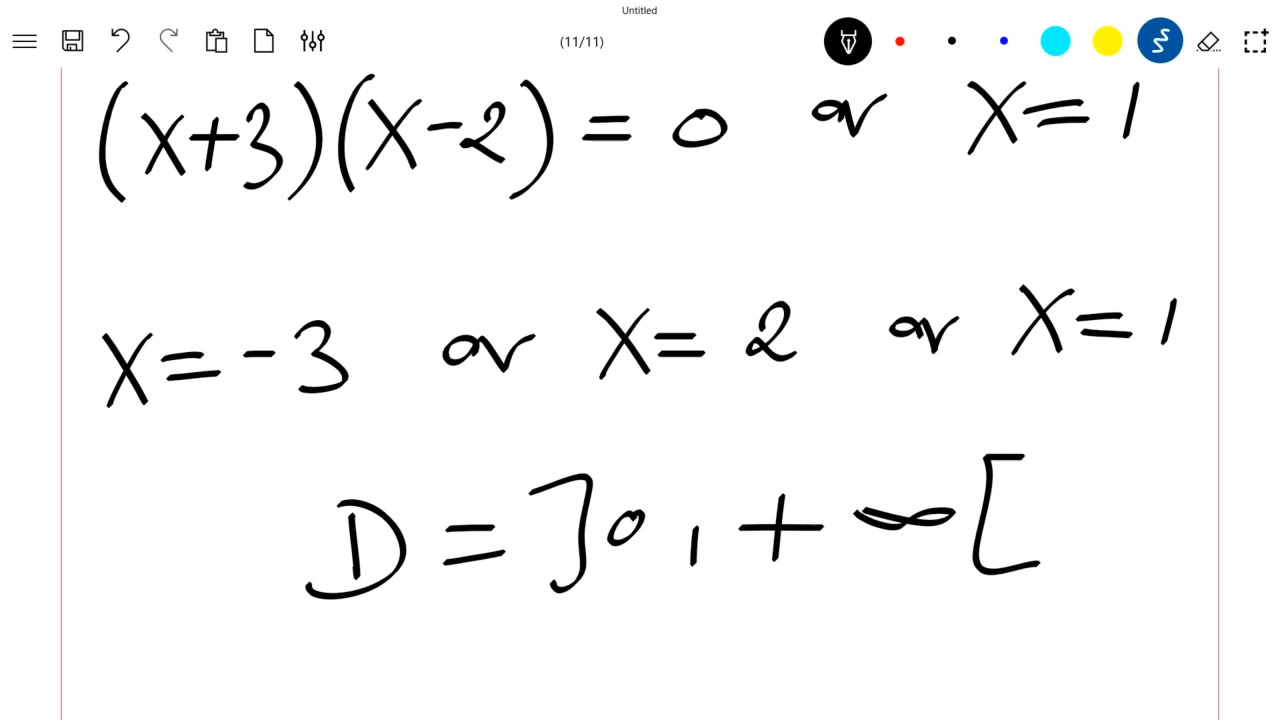 Untitled
(11/11)
(x+3)(x-2) = 0 or x = 1
x = -3 or x = 2 or x = 1
D = ]0, +∞[